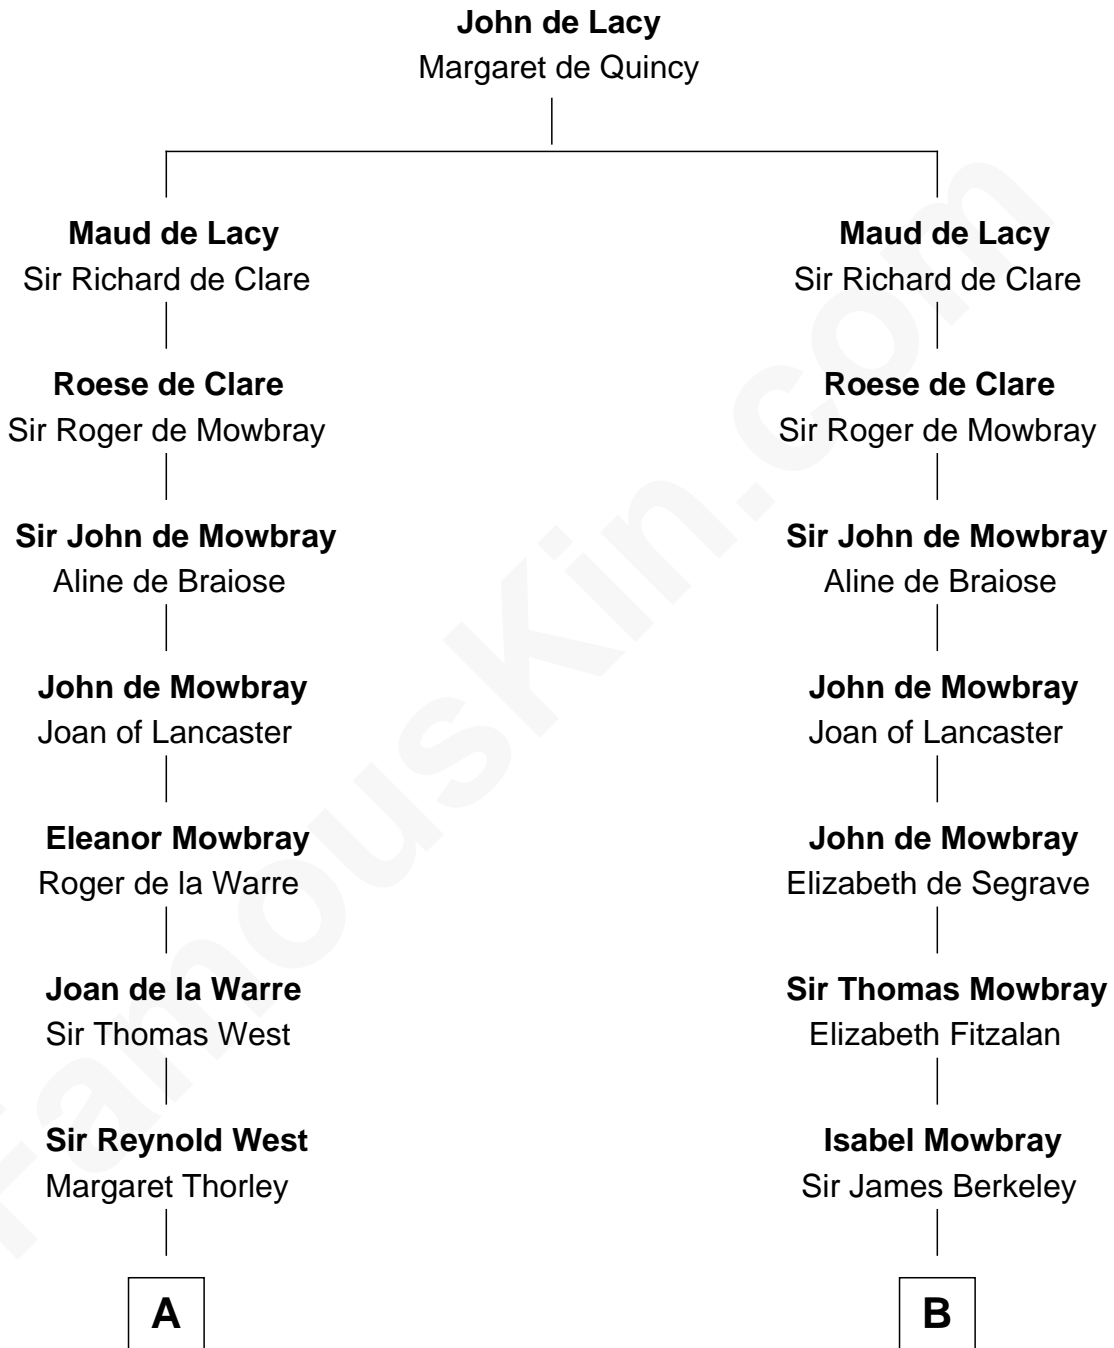 John de Lacy
Margaret de Quincy
Maud de Lacy
Sir Richard de Clare
Roese de Clare
Sir Roger de Mowbray
Sir John de Mowbray
Aline de Braiose
John de Mowbray
Joan of Lancaster
Eleanor Mowbray
Roger de la Warre
Joan de la Warre
Sir Thomas West
Sir Reynold West
Margaret Thorley
A
Maud de Lacy
Sir Richard de Clare
Roese de Clare
Sir Roger de Mowbray
Sir John de Mowbray
Aline de Braiose
John de Mowbray
Joan of Lancaster
John de Mowbray
Elizabeth de Segrave
Sir Thomas Mowbray
Elizabeth Fitzalan
Isabel Mowbray
Sir James Berkeley
B
FamousKin.com